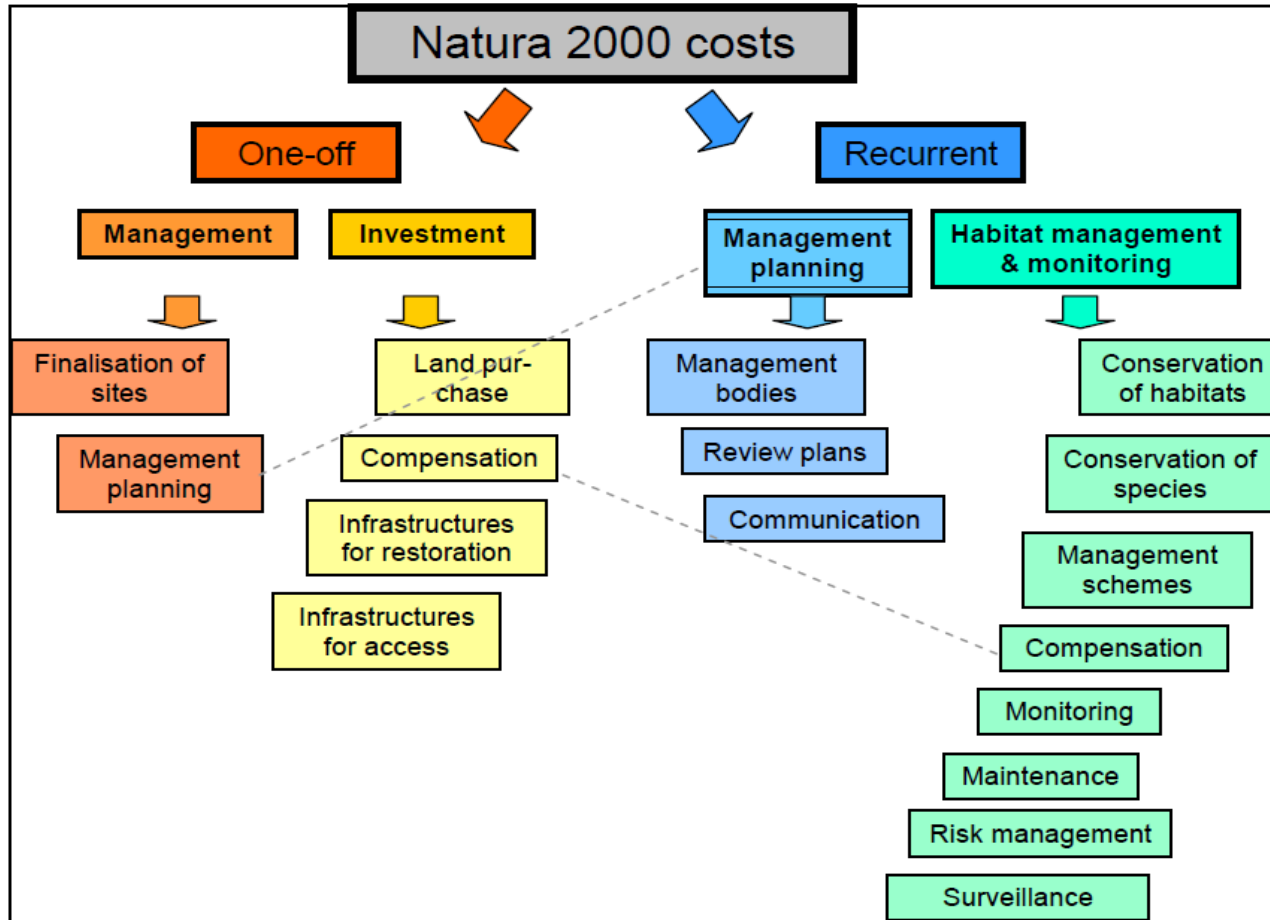 Natura 2000 costs
One-off
Recurrent
Management
Investment
Management
planning
Habitat management
& monitoring
Finalisation of
sites
Management
planning
Land pur-
chase
Compensation
Infrastructures
for restoration
Infrastructures
for access
Management
bodies
Review plans
Communication
Conservation
of habitats
Conservation of
species
Management
schemes
Compensation
Monitoring
Maintenance
Risk management
Surveillance